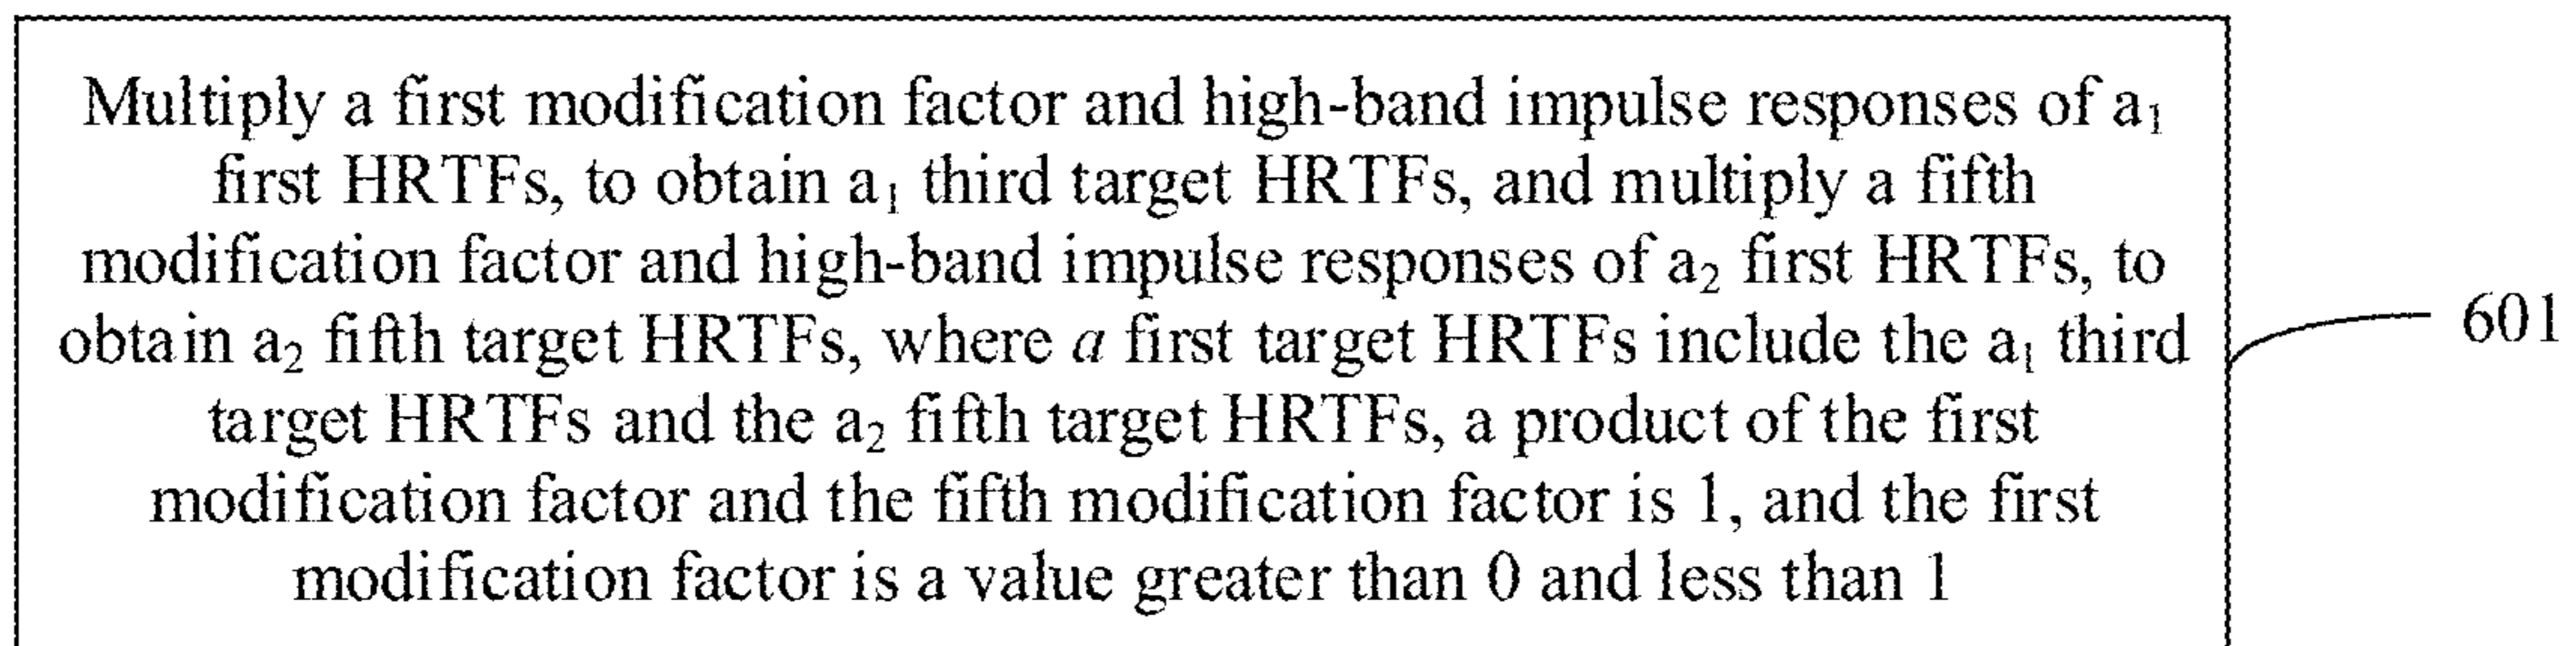 Multiply a first modification factor and high-band impulse responses of a₁
first HRTFs, to obtain a₁ third target HRTFs, and multiply a fifth
modification factor and high-band impulse responses of a₂ first HRTFs, to
obtain a₂ fifth target HRTFs, where a first target HRTFs include the a₁ third
target HRTFs and the a₂ fifth target HRTFs, a product of the first
modification factor and the fifth modification factor is 1, and the first
modification factor is a value greater than 0 and less than 1
601